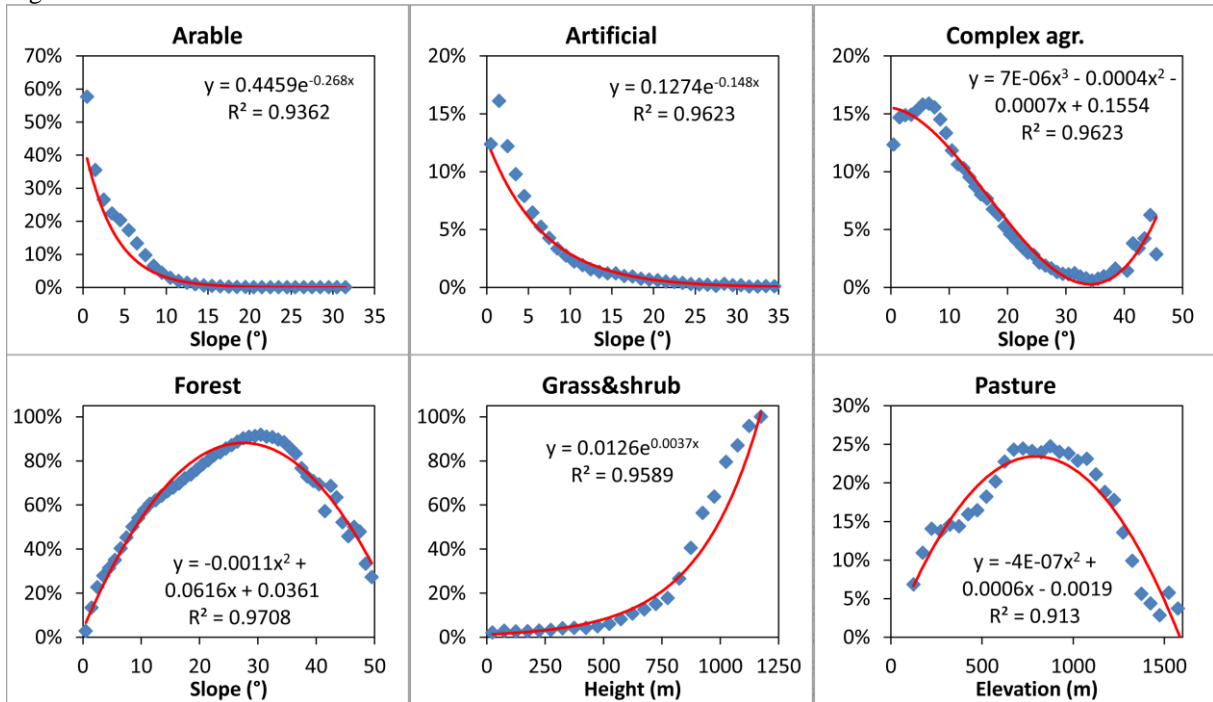 Arable
70%
60%
50%
40%
30%
20%
10%
0%
y = 0.4459e^-0.268x
R² = 0.9362
0 5 10 15 20 25 30 35
Slope (°)
Artificial
20%
15%
10%
5%
0%
y = 0.1274e^-0.148x
R² = 0.9623
0 5 10 15 20 25 30 35
Slope (°)
Complex agr.
20%
15%
10%
5%
0%
y = 7E-06x³ - 0.0004x² -
0.0007x + 0.1554
R² = 0.9623
0 10 20 30 40 50
Slope (°)
Forest
100%
80%
60%
40%
20%
0%
y = -0.0011x² +
0.0616x + 0.0361
R² = 0.9708
0 10 20 30 40 50
Slope (°)
Grass&shrub
100%
80%
60%
40%
20%
0%
y = 0.0126e^0.0037x
R² = 0.9589
0 250 500 750 1000 1250
Height (m)
Pasture
30%
25%
20%
15%
10%
5%
0%
y = -4E-07x² +
0.0006x - 0.0019
R² = 0.913
0 500 1000 1500
Elevation (m)